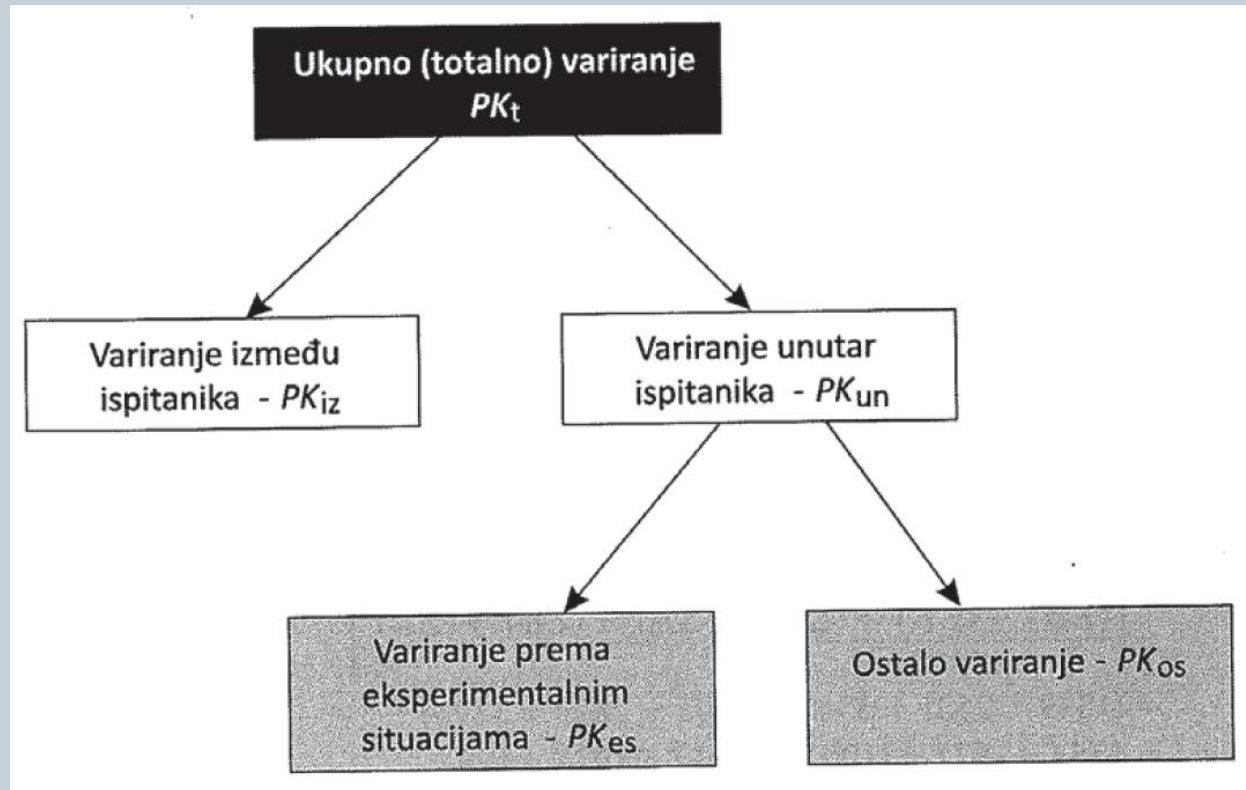 Ukupno (totalno) variranje
PKt
Variranje između
ispitanika - PKiz
Variranje unutar
ispitanika - PKun
Variranje prema
eksperimentalnim
situacijama - PKes
Ostalo variranje - PKos